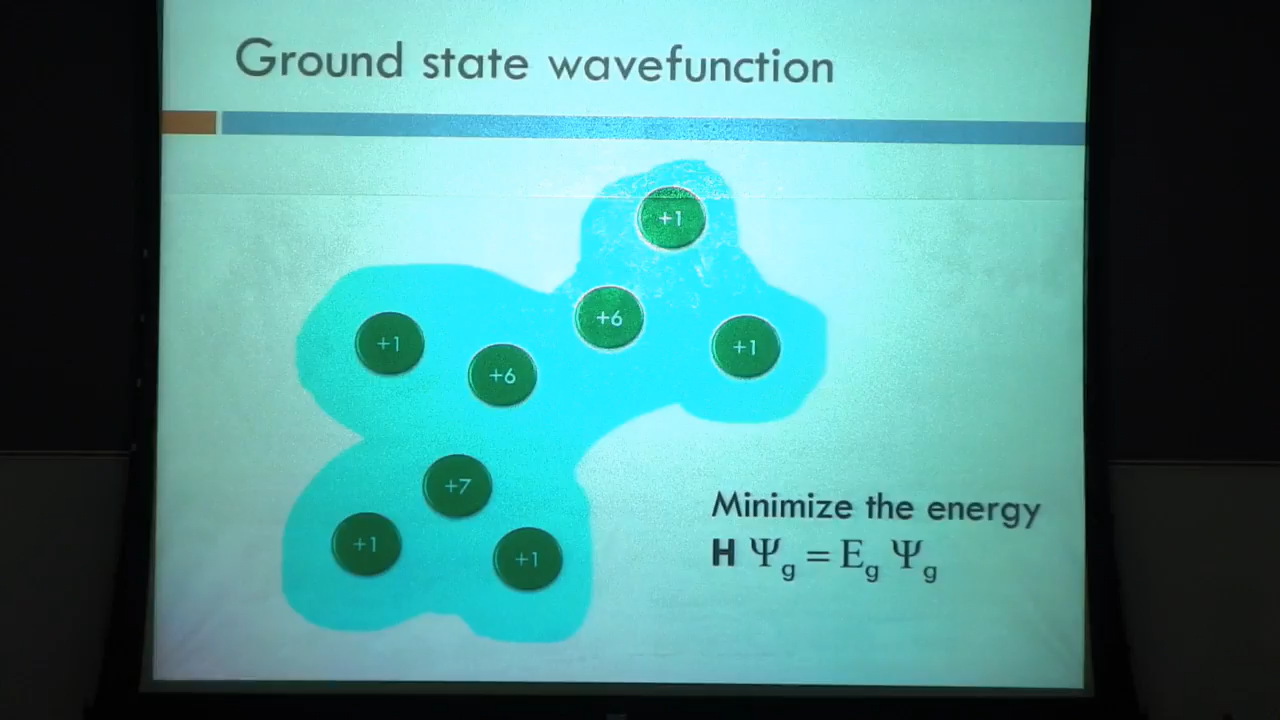 Ground state wavefunction
+1
+6
+1
+1
+6
+7
+1
+1
Minimize the energy
H Ψg = Eg Ψg